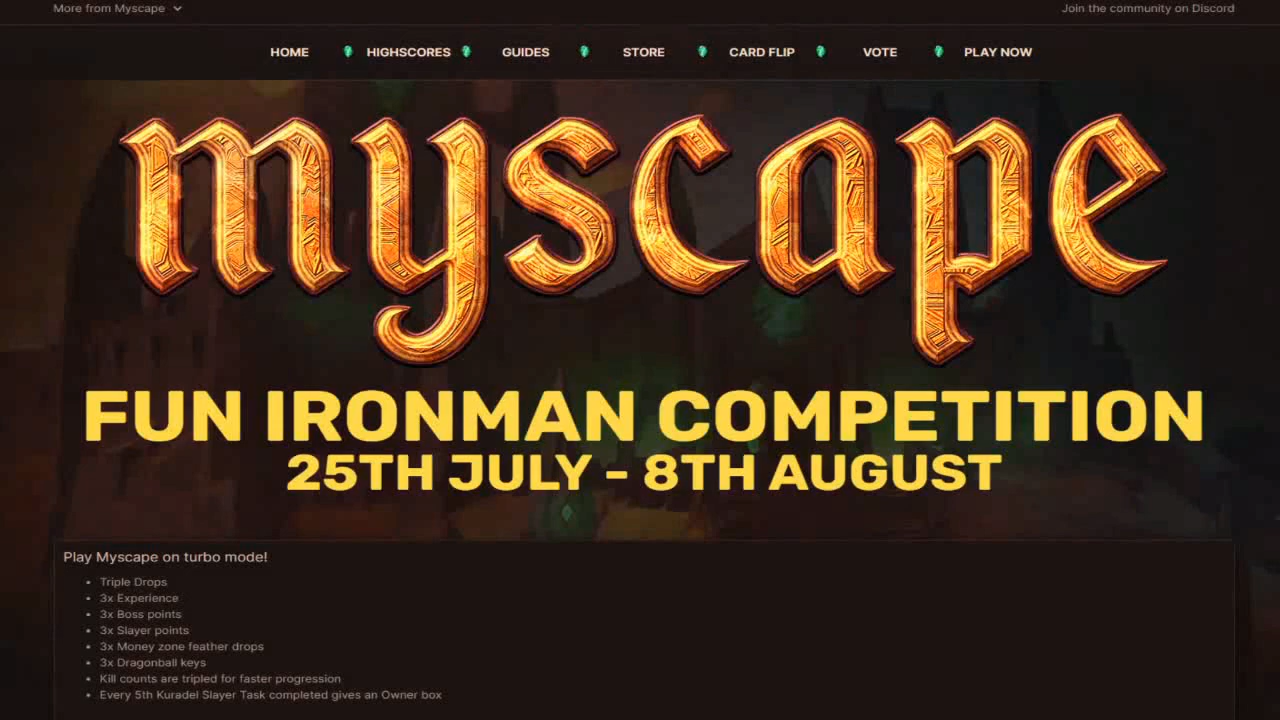 More from Myscape
Join the community on Discord
HOME HIGHSCORES GUIDES STORE CARD FLIP VOTE PLAY NOW
myscape
FUN IRONMAN COMPETITION
25TH JULY - 8TH AUGUST
Play Myscape on turbo mode!
Triple Drops
3x Experience
3x Boss points
3x Slayer points
3x Money zone feather drops
3x Dragonball keys
Kill counts are tripled for faster progression
Every 5th Kuradel Slayer Task completed gives an Owner box